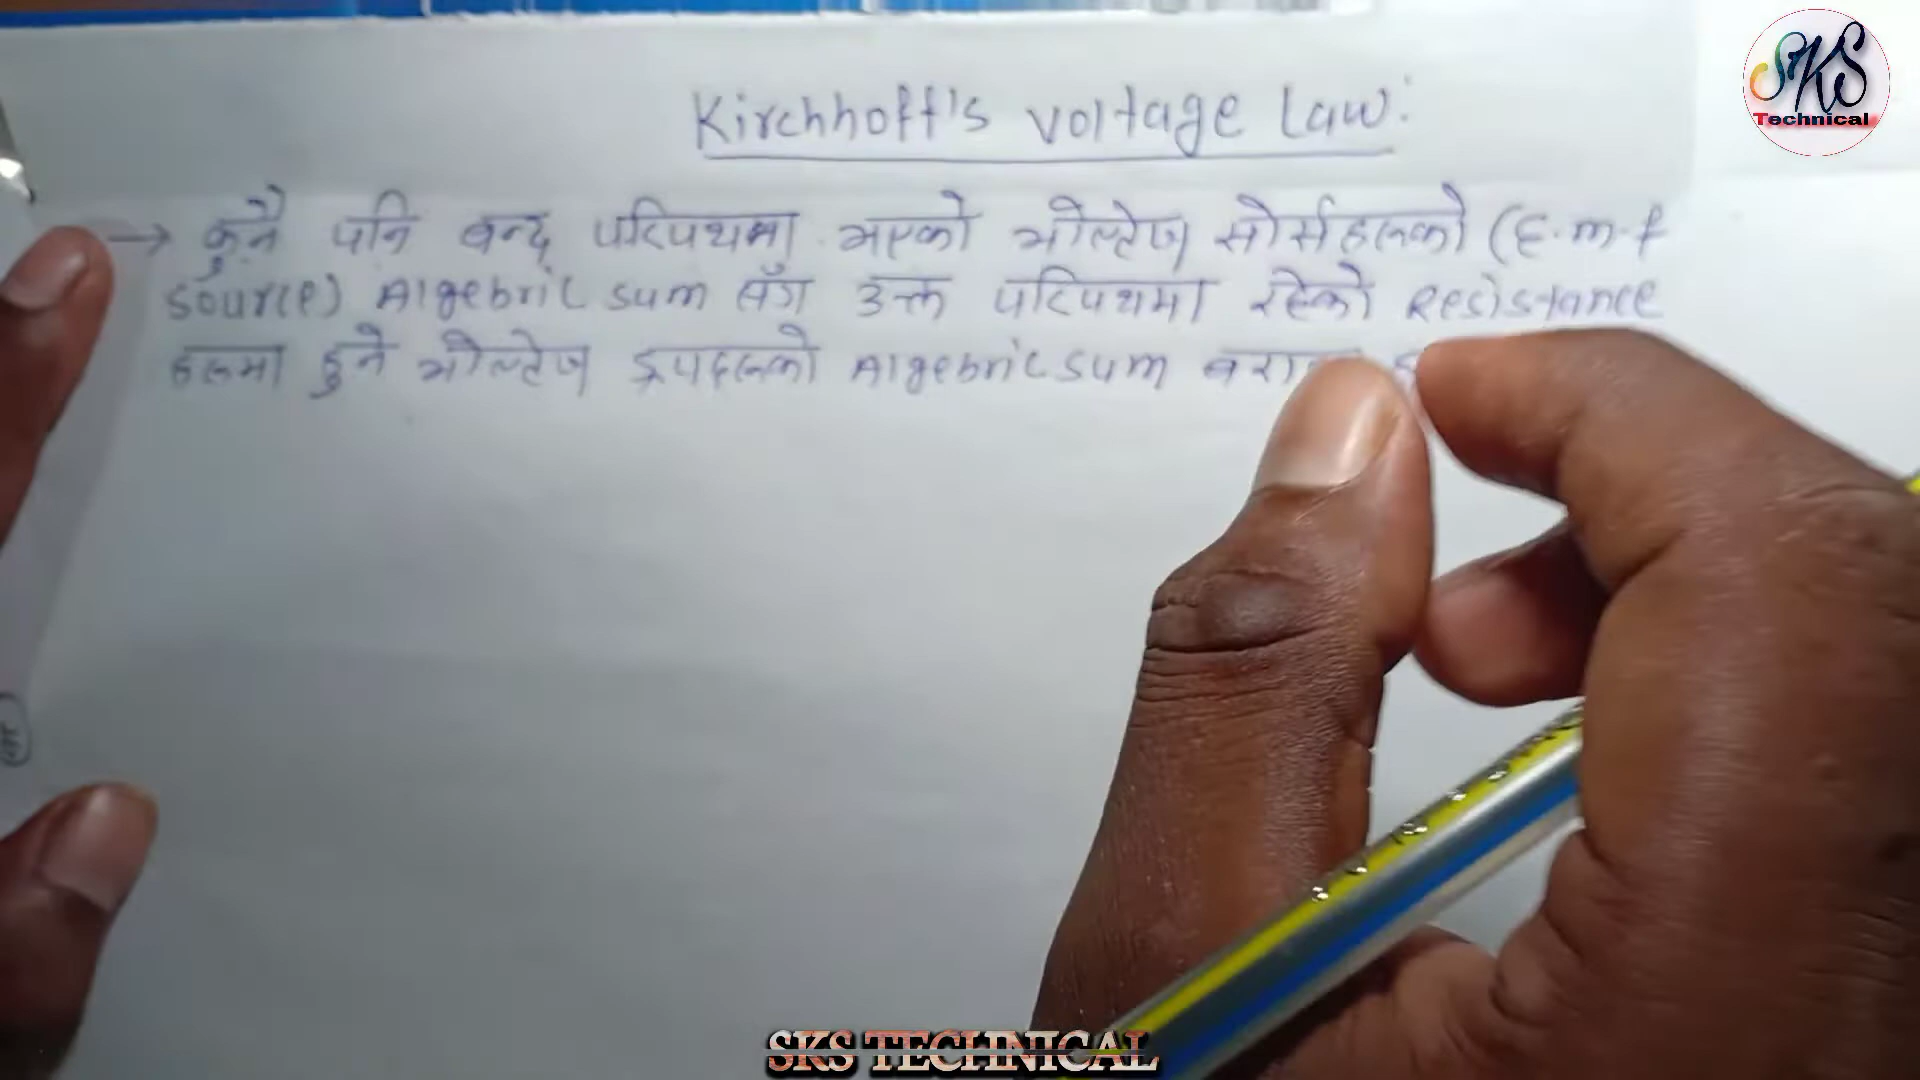 SKS
Technical
Kirchhoff's voltage Law:
→ कुनै पनि बन्द परिपथमा भएको भोल्टेज सोर्सहरुको (E.m.f
source) Algebric sum सँग उक्त परिपथमा रहेको Resistance
हरुमा हुने भोल्टेज ड्रपहरुको Algebric sum
SKS TECHNICAL